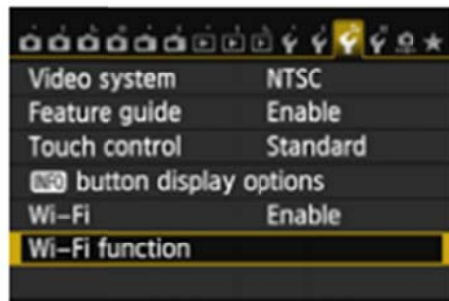 Video system NTSC
Feature guide Enable
Touch control Standard
INFO button display options
Wi-Fi Enable
Wi-Fi function